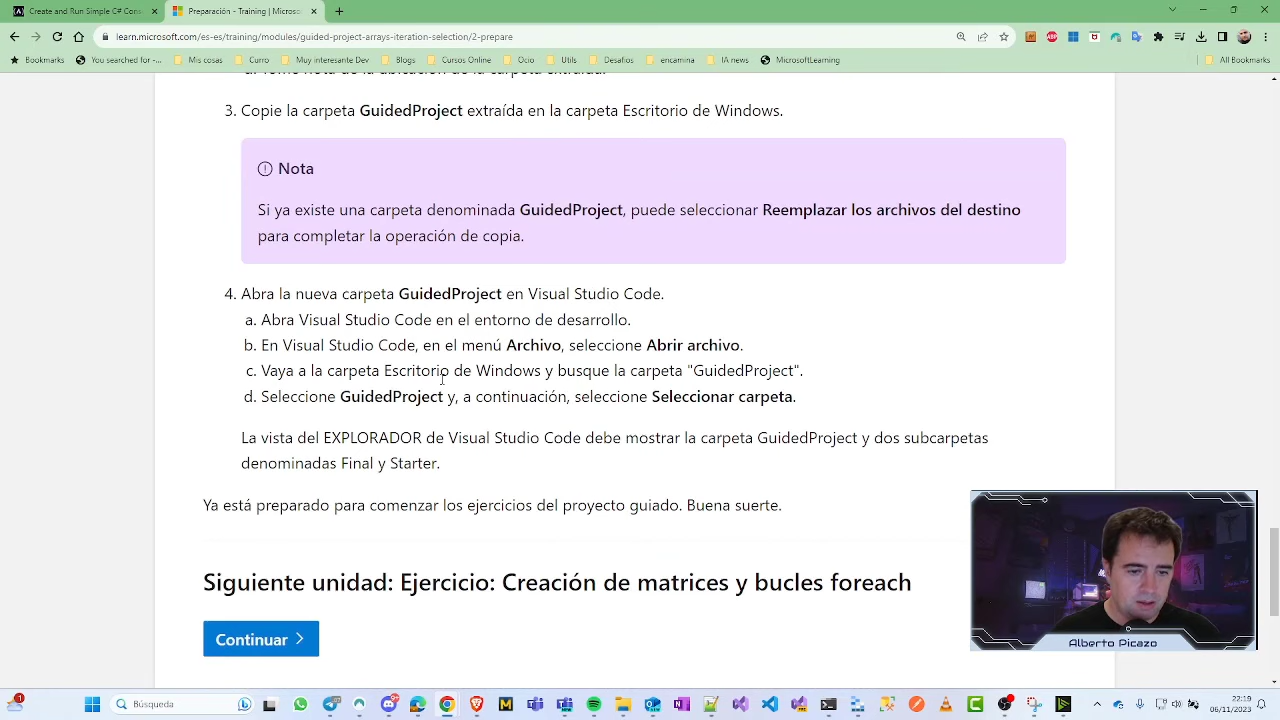 Create and Run Simple C# Cons
Preparación - Training | Micros
learn.microsoft.com/es-es/training/modules/guided-project-arrays-iteration-selection/2-prepare
Bookmarks
You searched for -...
Mis cosas
Curro
Muy interesante Dev
Blogs
Cursos Online
Ocio
Utils
Desafios
encamina
IA news
MicrosoftLearning
All Bookmarks
3. Copie la carpeta GuidedProject extraída en la carpeta Escritorio de Windows.
Nota
Si ya existe una carpeta denominada GuidedProject, puede seleccionar Reemplazar los archivos del destino
para completar la operación de copia.
4. Abra la nueva carpeta GuidedProject en Visual Studio Code.
a. Abra Visual Studio Code en el entorno de desarrollo.
b. En Visual Studio Code, en el menú Archivo, seleccione Abrir archivo.
c. Vaya a la carpeta Escritorio de Windows y busque la carpeta "GuidedProject".
d. Seleccione GuidedProject y, a continuación, seleccione Seleccionar carpeta.
La vista del EXPLORADOR de Visual Studio Code debe mostrar la carpeta GuidedProject y dos subcarpetas
denominadas Final y Starter.
Ya está preparado para comenzar los ejercicios del proyecto guiado. Buena suerte.
Siguiente unidad: Ejercicio: Creación de matrices y bucles foreach
Continuar
Alberto Picazo
Búsqueda
22:19
06/11/2023